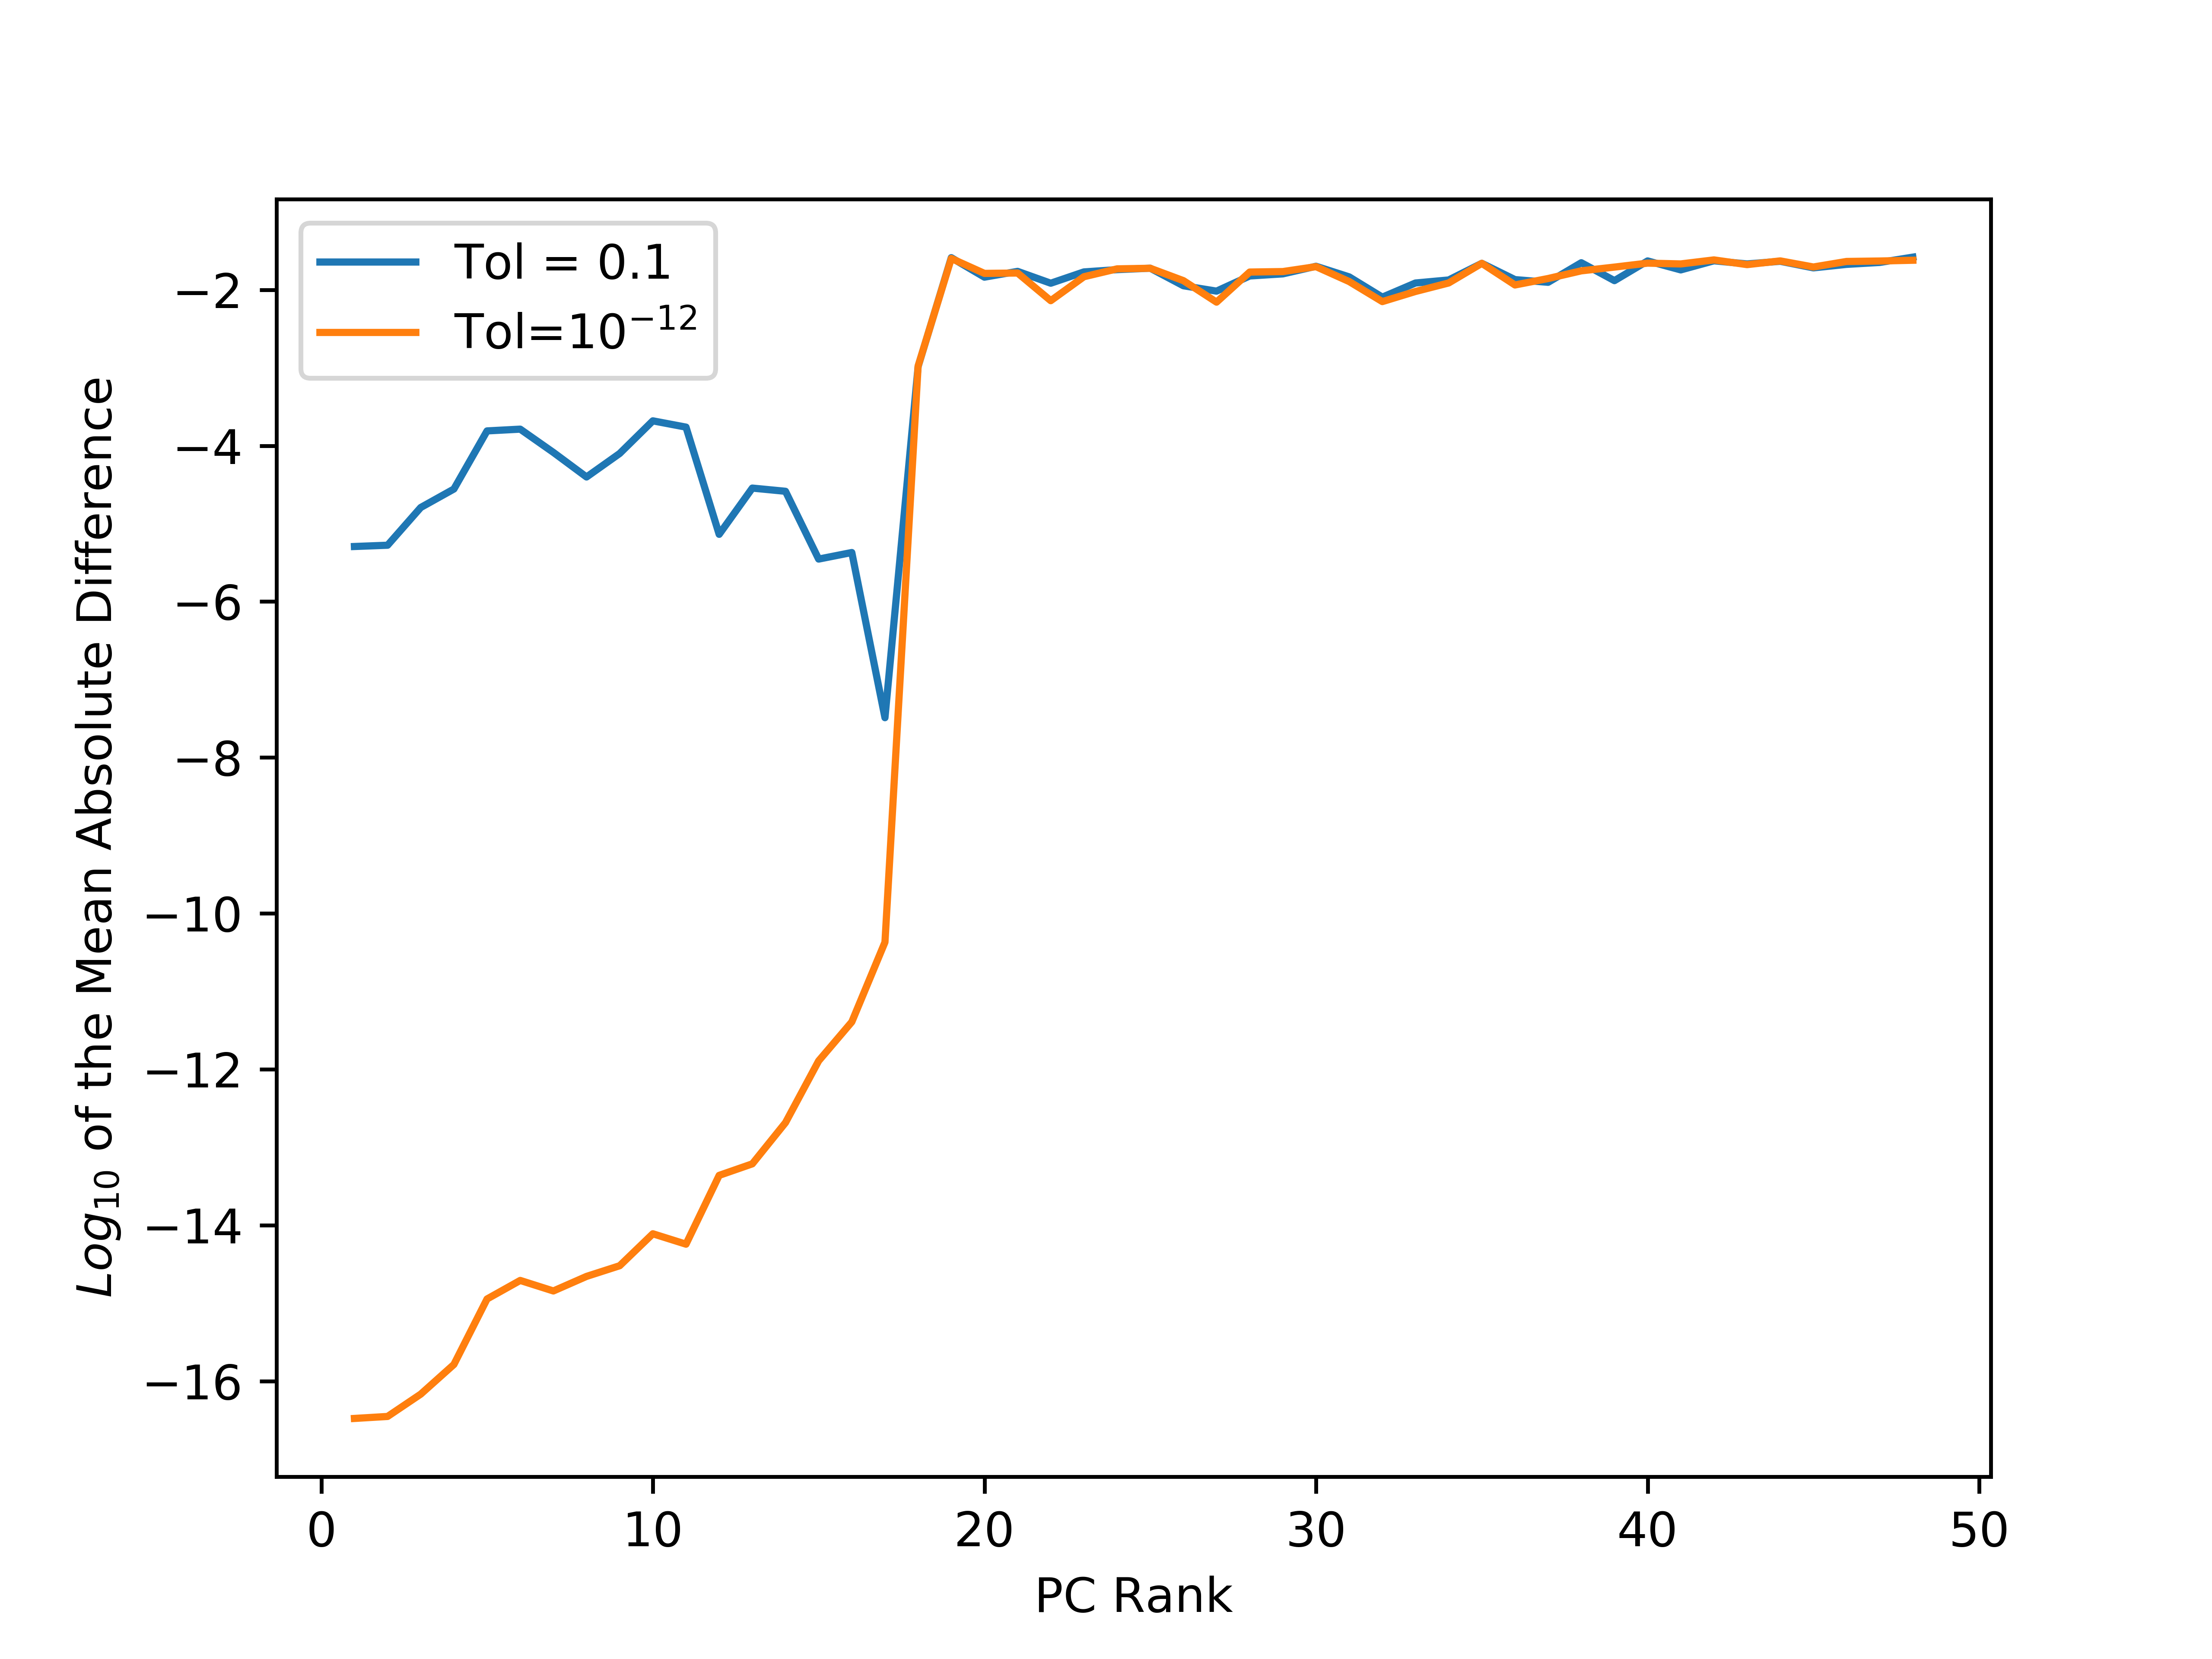 Tol = 0.1
Tol=10⁻¹²
−2
−4
−6
−8
−10
−12
−14
−16
Log₁₀ of the Mean Absolute Difference
0 10 20 30 40 50
PC Rank